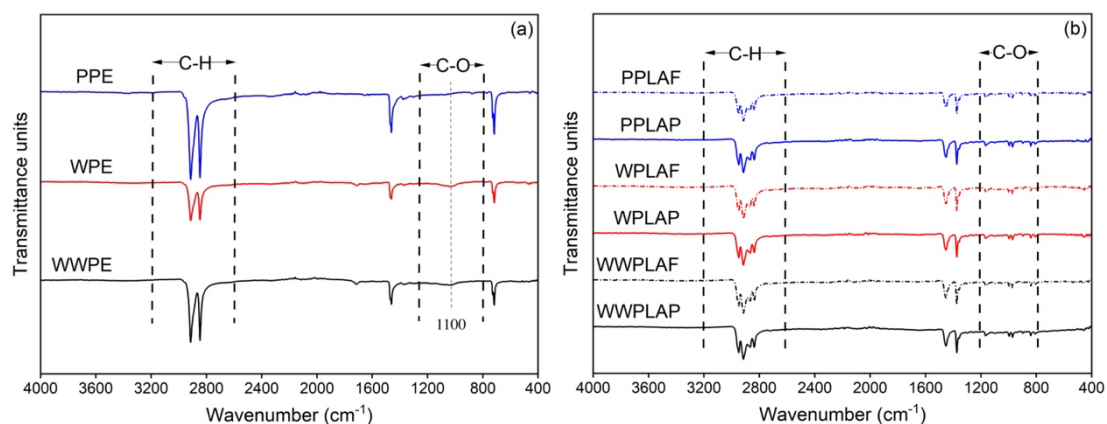 (a)
C-H
C-O
PPE
WPE
WWPE
1100
Transmittance units
4000 3600 3200 2800 2400 2000 1600 1200 800 400
Wavenumber (cm⁻¹)
(b)
C-H
C-O
PPLAF
PPLAP
WPLAF
WPLAP
WWPLAF
WWPLAP
Transmittance units
4000 3600 3200 2800 2400 2000 1600 1200 800 400
Wavenumber (cm⁻¹)